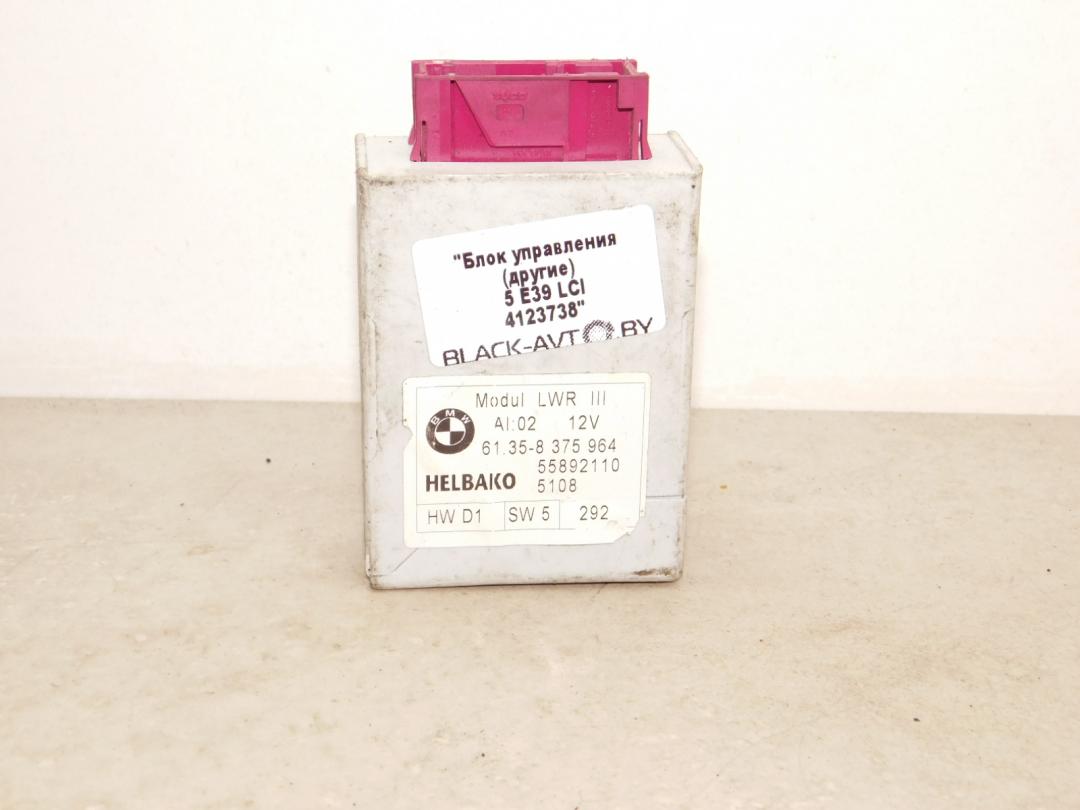 "Блок управления
(другие)
5 E39 LCI
4123738"
BLACK-AVTO.BY
Modul LWR III
BMW
AI:02 12V
61.35-8 375 964
55892110
HELBAKO 5108
HW D1 SW 5 292